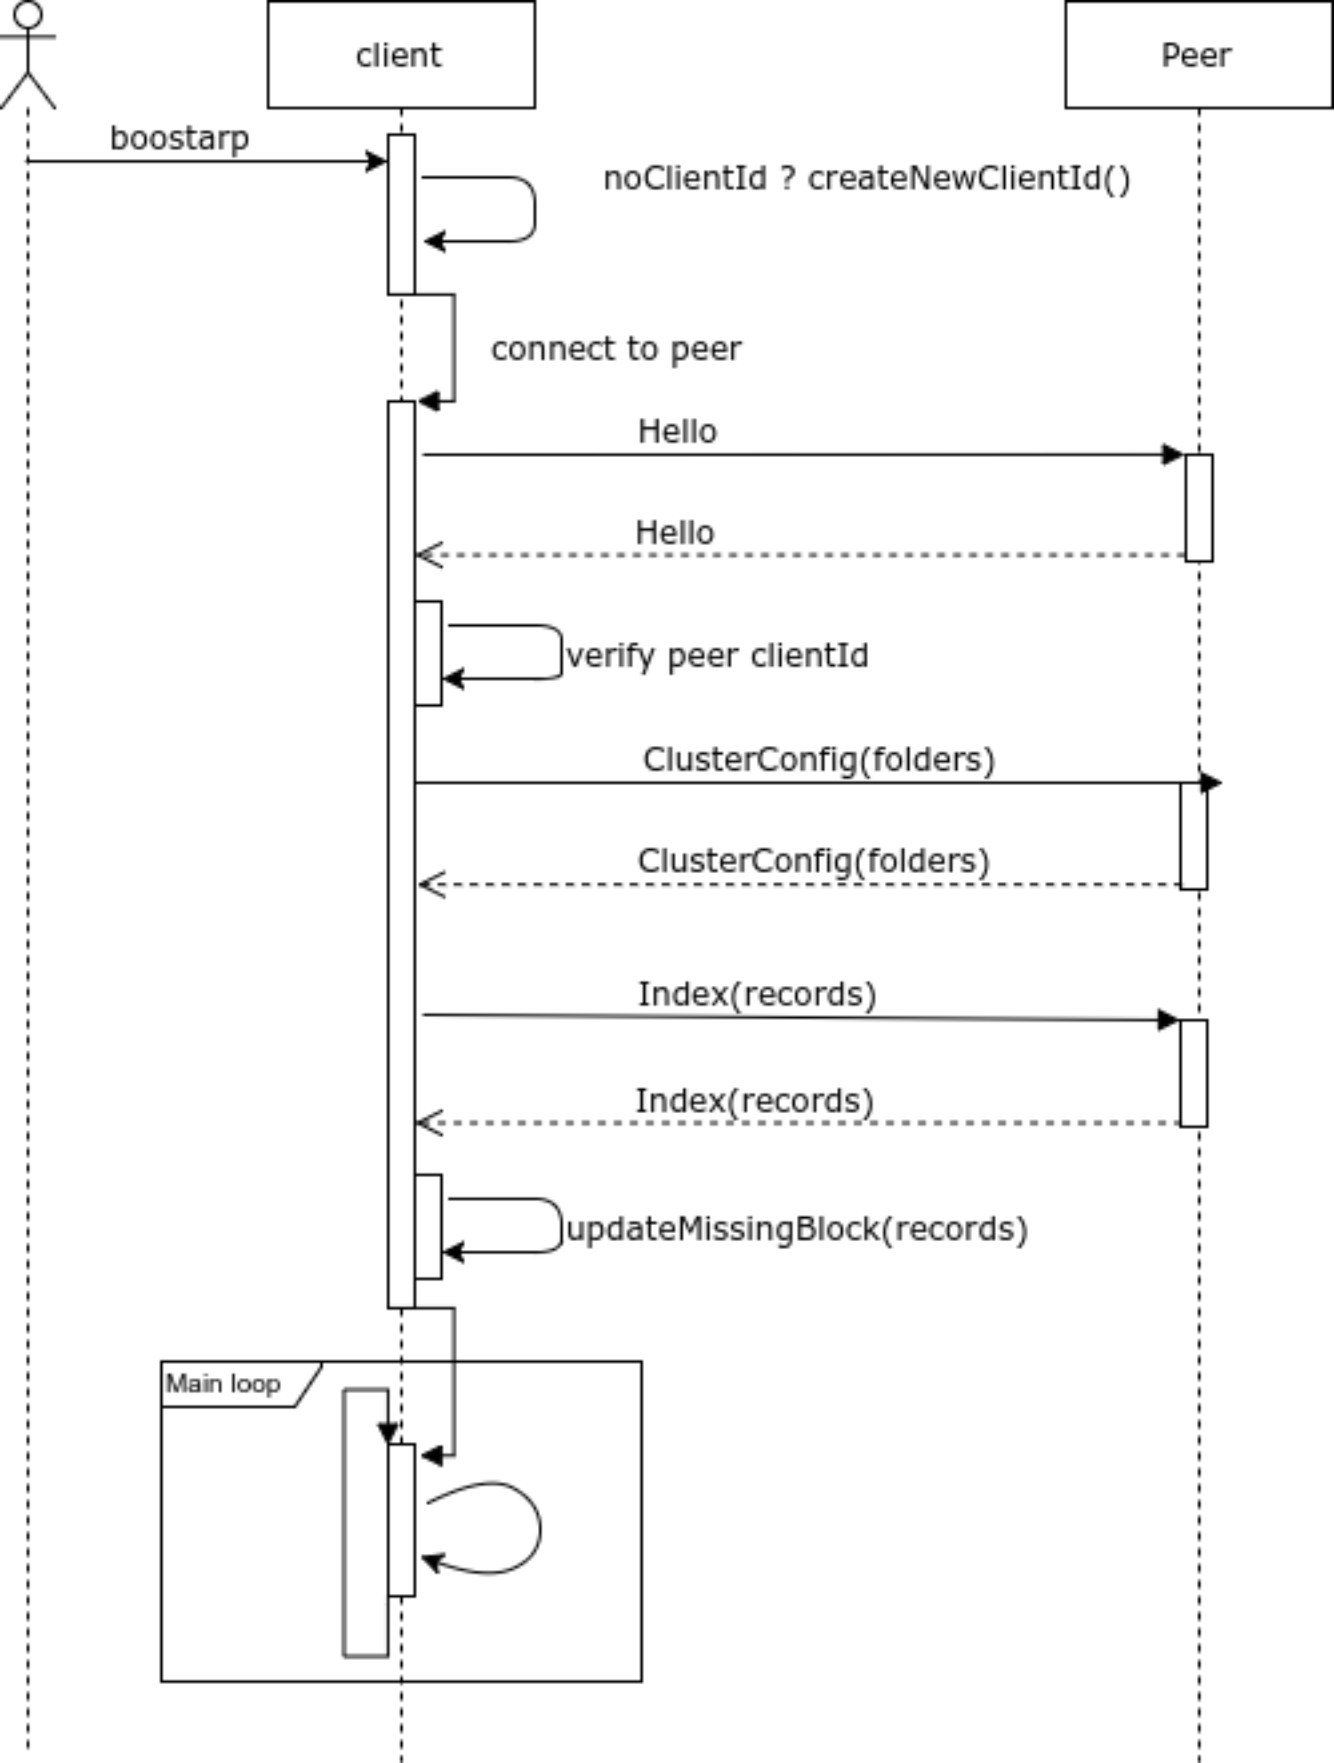 client
Peer
boostarp
noClientId ? createNewClientId()
connect to peer
Hello
Hello
verify peer clientId
ClusterConfig(folders)
ClusterConfig(folders)
Index(records)
Index(records)
updateMissingBlock(records)
Main loop